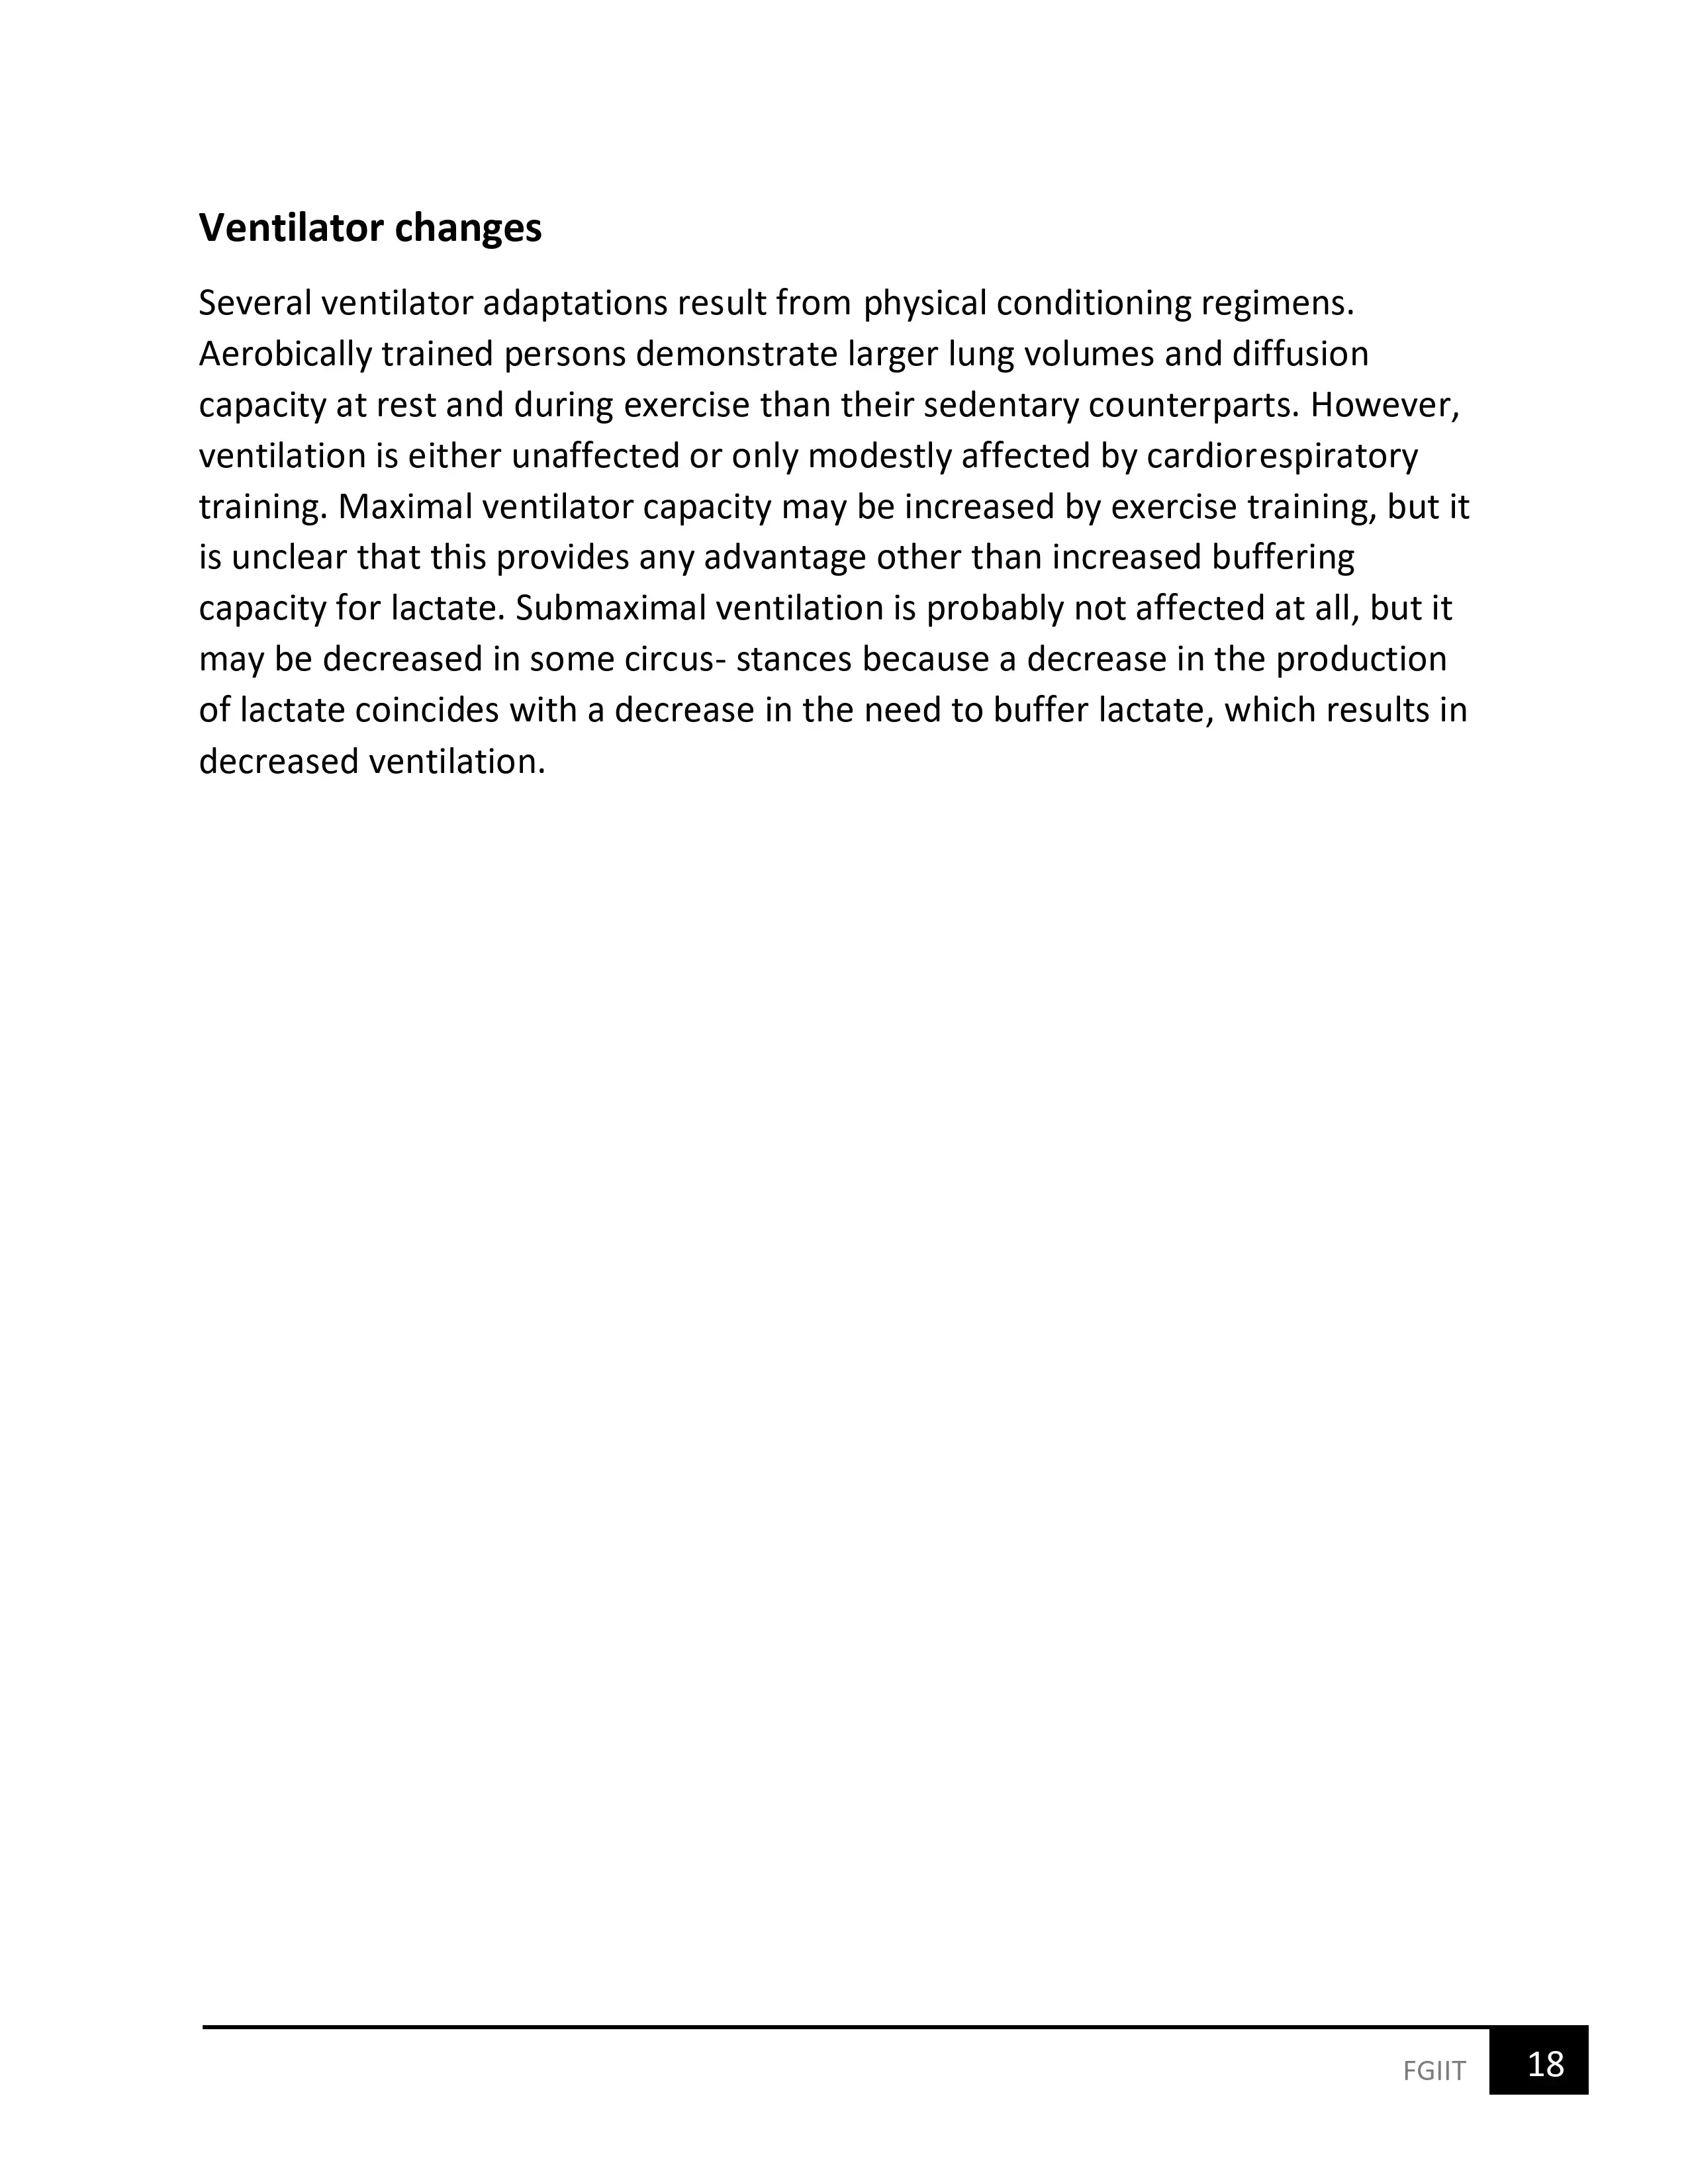 Ventilator changes
Several ventilator adaptations result from physical conditioning regimens.
Aerobically trained persons demonstrate larger lung volumes and diffusion
capacity at rest and during exercise than their sedentary counterparts. However,
ventilation is either unaffected or only modestly affected by cardiorespiratory
training. Maximal ventilator capacity may be increased by exercise training, but it
is unclear that this provides any advantage other than increased buffering
capacity for lactate. Submaximal ventilation is probably not affected at all, but it
may be decreased in some circus- stances because a decrease in the production
of lactate coincides with a decrease in the need to buffer lactate, which results in
decreased ventilation.
FGIIT 18